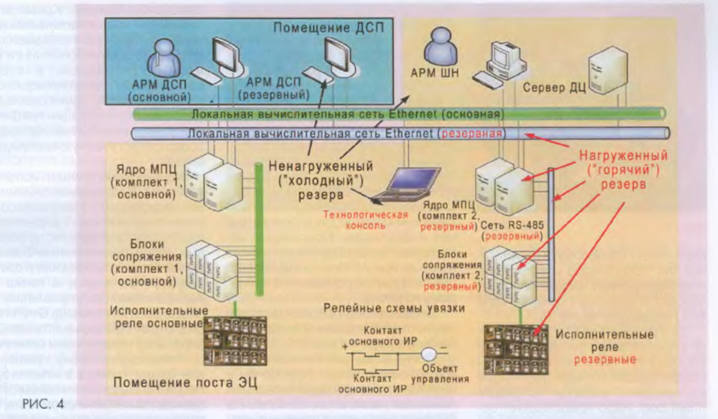 Помещение ДСП
АРМ ДСП
(основной)
АРМ ДСП
(резервный)
АРМ ШН
Сервер ДЦ
Локальная вычислительная сеть Ethernet (основная)
Локальная вычислительная сеть Ethernet (резервная)
Ядро МПЦ
(комплект 1,
основной)
Ненагруженный
("холодный")
резерв
Технологическая
консоль
Ядро МПЦ
(комплект 2,
резервный)
Сеть RS-485
(резервный)
Нагруженный
("горячий")
резерв
Блоки
сопряжения
(комплект 1,
основной)
Блоки
сопряжения
(комплект 2,
резервный)
Исполнительные
реле основные
Релейные схемы увязки
Контакт
основного ИР
+
−
Контакт
основного ИР
Объект
управления
Исполнительные
реле
резервные
Помещение поста ЭЦ
РИС. 4